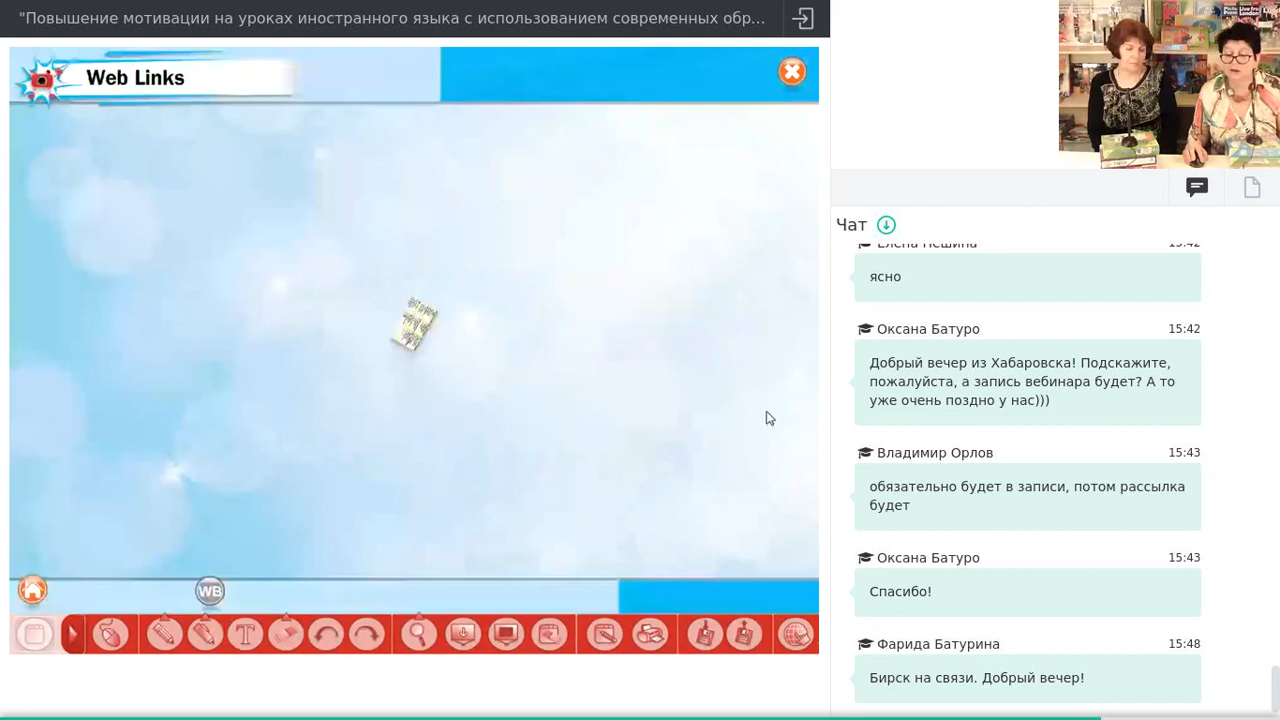 "Повышение мотивации на уроках иностранного языка с использованием современных обр...
Web Links
WB
T
Чат
15:42
ясно
Оксана Батуро 15:42
Добрый вечер из Хабаровска! Подскажите,
пожалуйста, а запись вебинара будет? А то
уже очень поздно у нас)))
Владимир Орлов 15:43
обязательно будет в записи, потом рассылка
будет
Оксана Батуро 15:43
Спасибо!
Фарида Батурина 15:48
Бирск на связи. Добрый вечер!